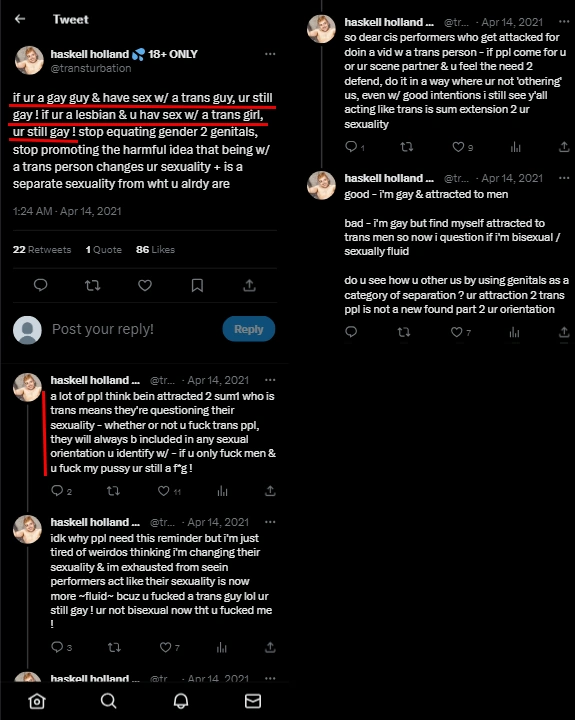 Tweet
haskell holland 💦 18+ ONLY
@transturbation
if ur a gay guy & have sex w/ a trans guy, ur still
gay ! if ur a lesbian & u hav sex w/ a trans girl,
ur still gay ! stop equating gender 2 genitals,
stop promoting the harmful idea that being w/
a trans person changes ur sexuality + is a
separate sexuality from wht u alrdy are
1:24 AM · Apr 14, 2021
22 Retweets 1 Quote 86 Likes
Post your reply!
Reply
haskell holland ... @tr... · Apr 14, 2021
a lot of ppl think bein attracted 2 sum1 who is
trans means they're questioning their
sexuality - whether or not u fuck trans ppl,
they will always b included in any sexual
orientation u identify w/ - if u only fuck men &
u fuck my pussy ur still a f*g !
2 11
haskell holland ... @tr... · Apr 14, 2021
idk why ppl need this reminder but i'm just
tired of weirdos thinking i'm changing their
sexuality & im exhausted from seein
performers act like their sexuality is now
more ~fluid~ bcuz u fucked a trans guy lol ur
still gay ! ur not bisexual now tht u fucked me
!
3 7
haskell holland ... @tr... · Apr 14, 2021
haskell holland ... @tr... · Apr 14, 2021
so dear cis performers who get attacked for
doin a vid w a trans person - if ppl come for u
or ur scene partner & u feel the need 2
defend, do it in a way where ur not 'othering'
us, even w/ good intentions i still see y'all
acting like trans is sum extension 2 ur
sexuality
1 9
haskell holland ... @tr... · Apr 14, 2021
good - i'm gay & attracted to men
bad - i'm gay but find myself attracted to
trans men so now i question if i'm bisexual /
sexually fluid
do u see how u other us by using genitals as a
category of separation ? ur attraction 2 trans
ppl is not a new found part 2 ur orientation
7